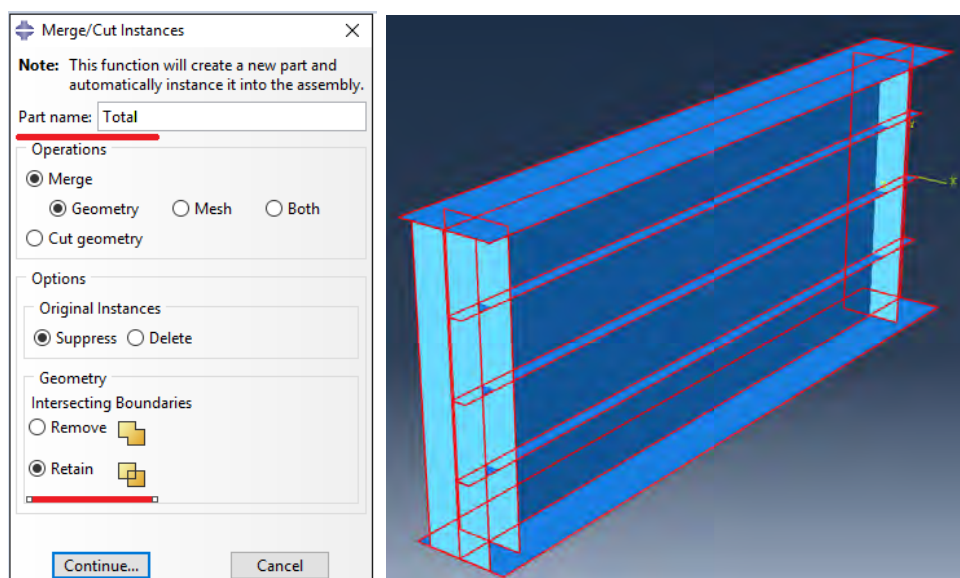 Merge/Cut Instances
Note: This function will create a new part and
automatically instance it into the assembly.
Part name: Total
Operations
Merge
Geometry Mesh Both
Cut geometry
Options
Original Instances
Suppress Delete
Geometry
Intersecting Boundaries
Remove
Retain
Continue... Cancel